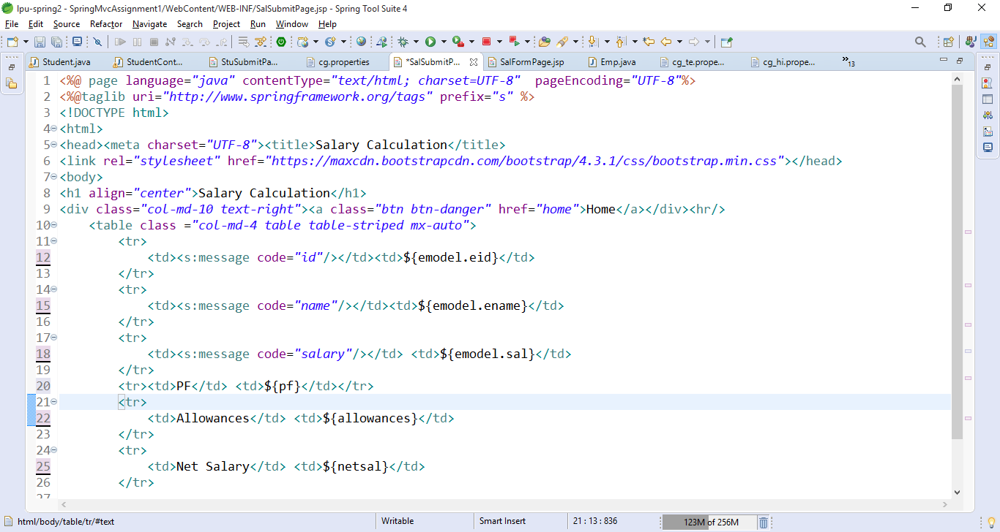 lpu-spring2 - SpringMvcAssignment1/WebContent/WEB-INF/SalSubmitPage.jsp - Spring Tool Suite 4
File Edit Source Refactor Navigate Search Project Run Window Help
Student.java StudentCont... StuSubmitPa... cg.properties *SalSubmitP... SalFormPage.jsp Emp.java cg_te.prope... cg_hi.prope... »13
1 <%@ page language="java" contentType="text/html; charset=UTF-8"  pageEncoding="UTF-8"%>
2 <%@taglib uri="http://www.springframework.org/tags" prefix="s" %>
3 <!DOCTYPE html>
4 <html>
5 <head><meta charset="UTF-8"><title>Salary Calculation</title>
6 <link rel="stylesheet" href="https://maxcdn.bootstrapcdn.com/bootstrap/4.3.1/css/bootstrap.min.css"></head>
7 <body>
8 <h1 align="center">Salary Calculation</h1>
9 <div class="col-md-10 text-right"><a class="btn btn-danger" href="home">Home</a></div><hr/>
10     <table class ="col-md-4 table table-striped mx-auto">
11         <tr>
12             <td><s:message code="id"/></td><td>${emodel.eid}</td>
13         </tr>
14         <tr>
15             <td><s:message code="name"/></td><td>${emodel.ename}</td>
16         </tr>
17         <tr>
18             <td><s:message code="salary"/></td> <td>${emodel.sal}</td>
19         </tr>
20         <tr><td>PF</td> <td>${pf}</td></tr>
21         <tr>
22             <td>Allowances</td> <td>${allowances}</td>
23         </tr>
24         <tr>
25             <td>Net Salary</td> <td>${netsal}</td>
26         </tr>
27
html/body/table/tr/#text Writable Smart Insert 21 : 13 : 836 123M of 256M